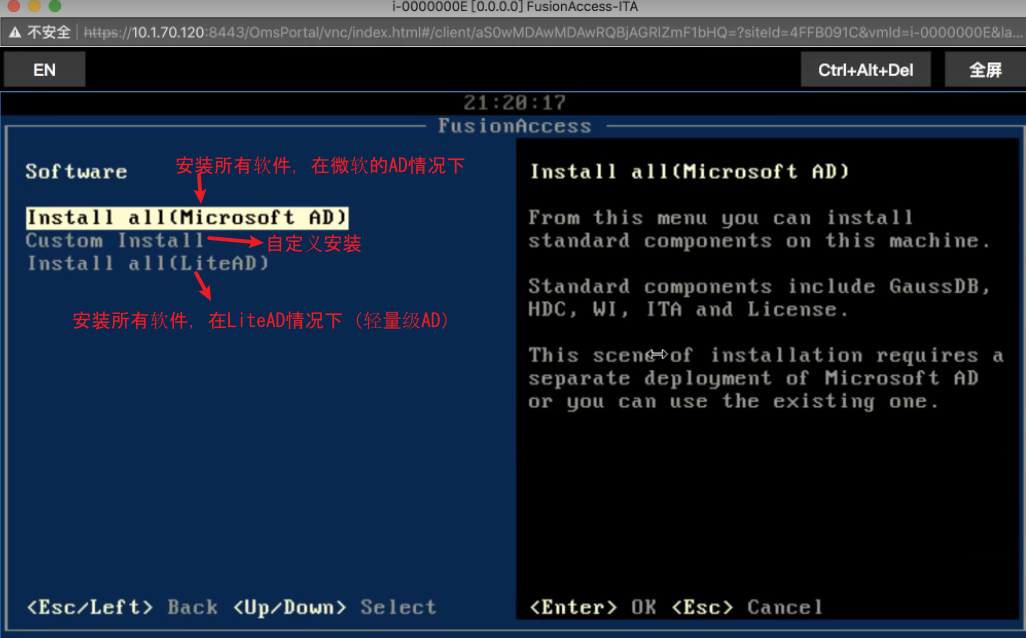 i-0000000E [0.0.0.0] FusionAccess-ITA
不安全 https://10.1.70.120:8443/OmsPortal/vnc/index.html#/client/aS0wMDAwMDAwRQBjAGRlZmF1bHQ=?siteId=4FFB091C&vmId=i-0000000E&la...
EN
Ctrl+Alt+Del
全屏
21:20:17
FusionAccess
Software
安装所有软件，在微软的AD情况下
Install all(Microsoft AD)
Custom Install
自定义安装
Install all(LiteAD)
安装所有软件，在LiteAD情况下（轻量级AD）
Install all(Microsoft AD)
From this menu you can install
standard components on this machine.
Standard components include GaussDB,
HDC, WI, ITA and License.
This scene of installation requires a
separate deployment of Microsoft AD
or you can use the existing one.
<Esc/Left> Back <Up/Down> Select
<Enter> OK <Esc> Cancel